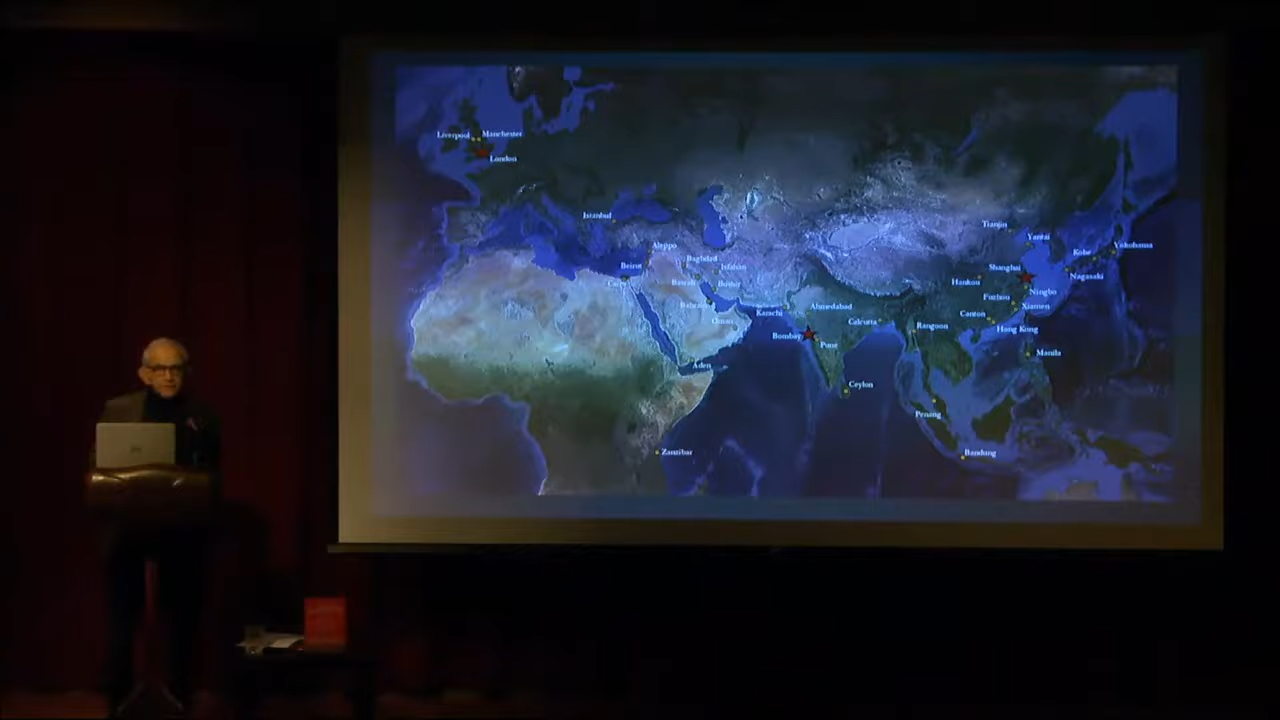 Liverpool
Manchester
London
Istanbul
Aleppo
Beirut
Baghdad
Isfahan
Cairo
Bushir
Bahrain
Oman
Aden
Zanzibar
Karachi
Ahmedabad
Bombay
Pune
Calcutta
Ceylon
Rangoon
Penang
Bandung
Manila
Tianjin
Yantai
Shanghai
Hankou
Ningbo
Fuzhou
Xiamen
Canton
Hong Kong
Kobe
Yokohama
Nagasaki